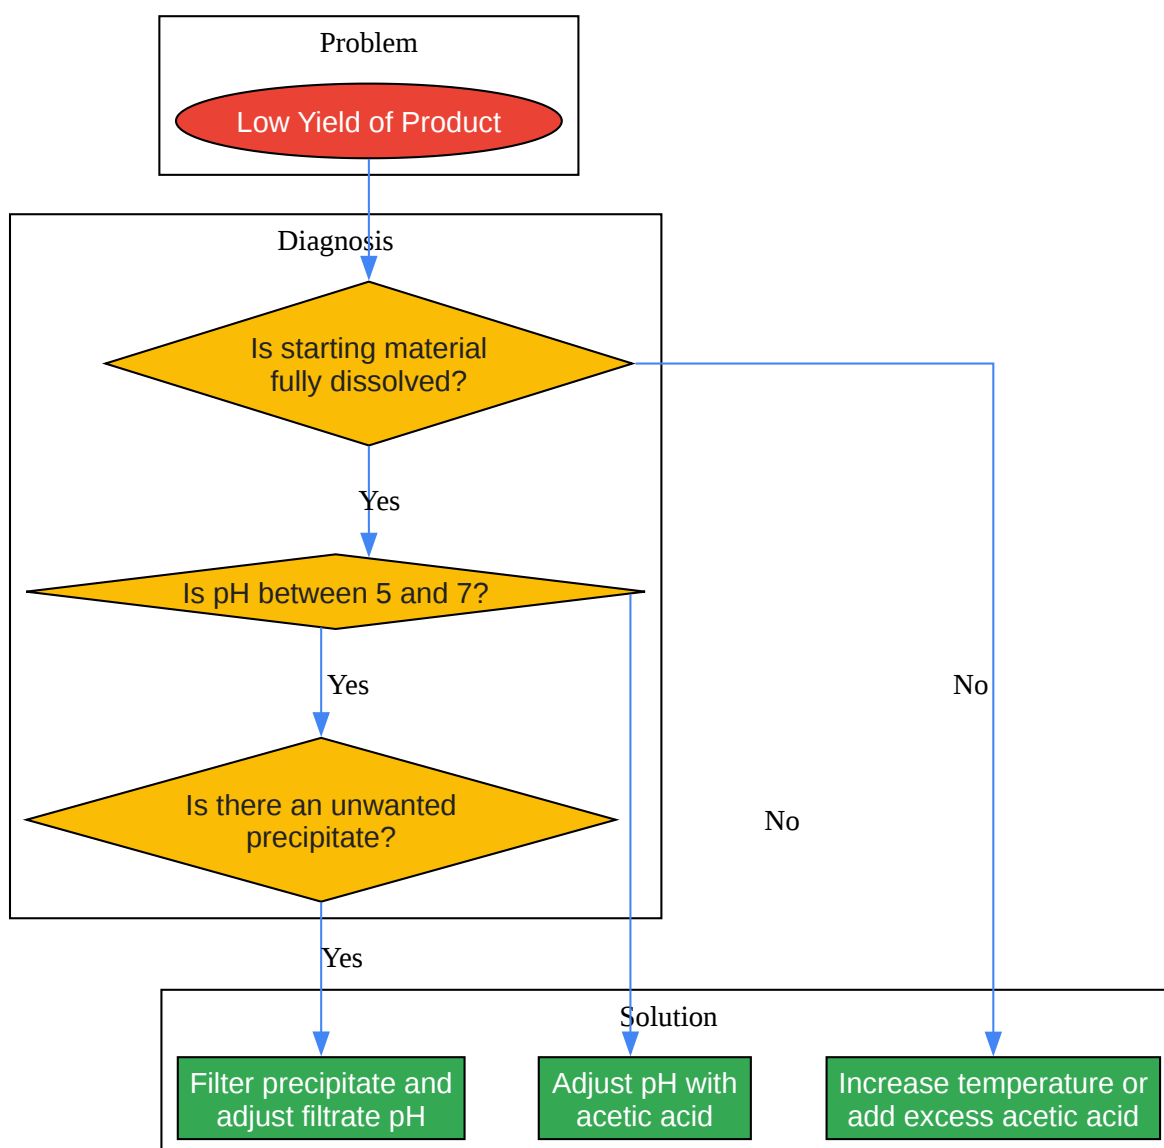 Problem
Low Yield of Product
Diagnosis
Is starting material
fully dissolved?
Yes
Is pH between 5 and 7?
Yes
No
Is there an unwanted
precipitate?
No
Yes
Solution
Filter precipitate and
adjust filtrate pH
Adjust pH with
acetic acid
Increase temperature or
add excess acetic acid